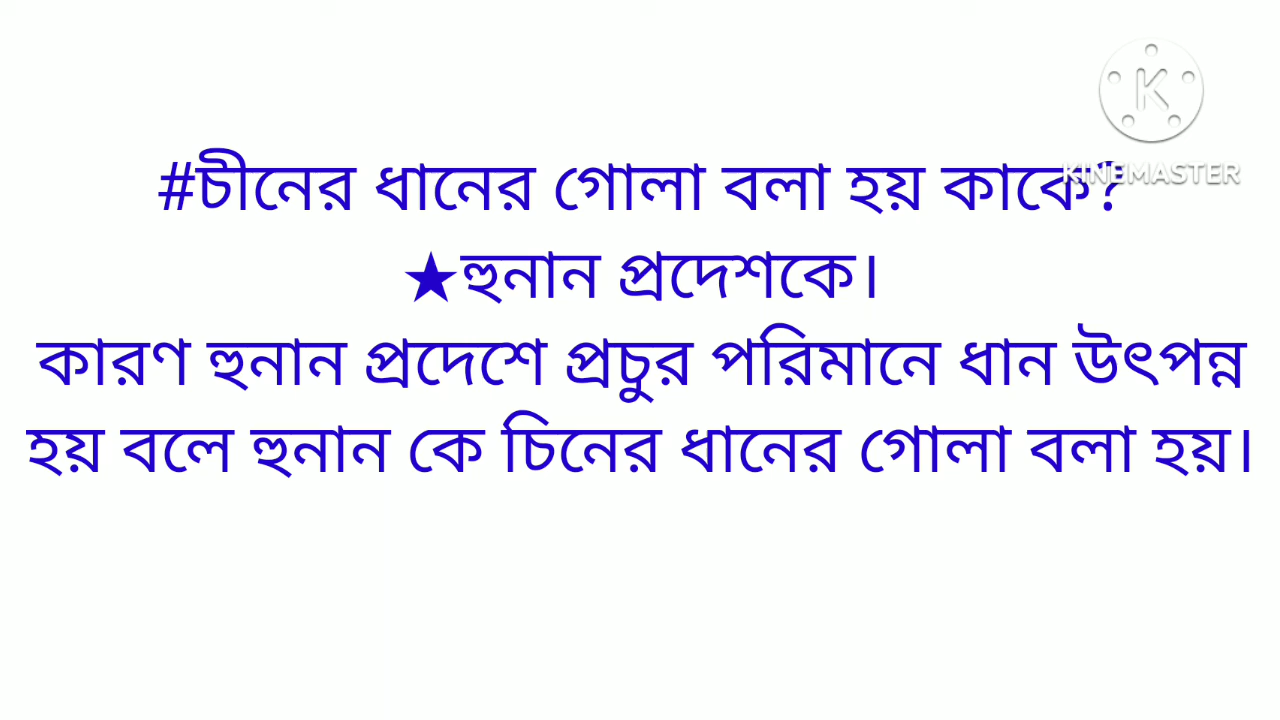 #চীনের ধানের গোলা বলা হয় কাকে?
★হুনান প্রদেশকে।
কারণ হুনান প্রদেশে প্রচুর পরিমানে ধান উৎপন্ন
হয় বলে হুনান কে চিনের ধানের গোলা বলা হয়।
K
KINEMASTER